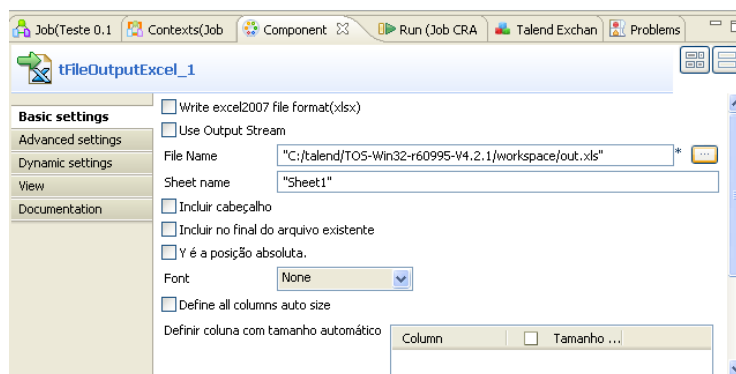 Job(Teste 0.1 Contexts(Job Component Run (Job CRA Talend Exchan Problems
tFileOutputExcel_1
Basic settings
Advanced settings
Dynamic settings
View
Documentation
Write excel2007 file format(xlsx)
Use Output Stream
File Name "C:/talend/TOS-Win32-r60995-V4.2.1/workspace/out.xls" * ...
Sheet name "Sheet1"
Incluir cabeçalho
Incluir no final do arquivo existente
Y é a posição absoluta.
Font None
Define all columns auto size
Definir coluna com tamanho automático Column Tamanho ...